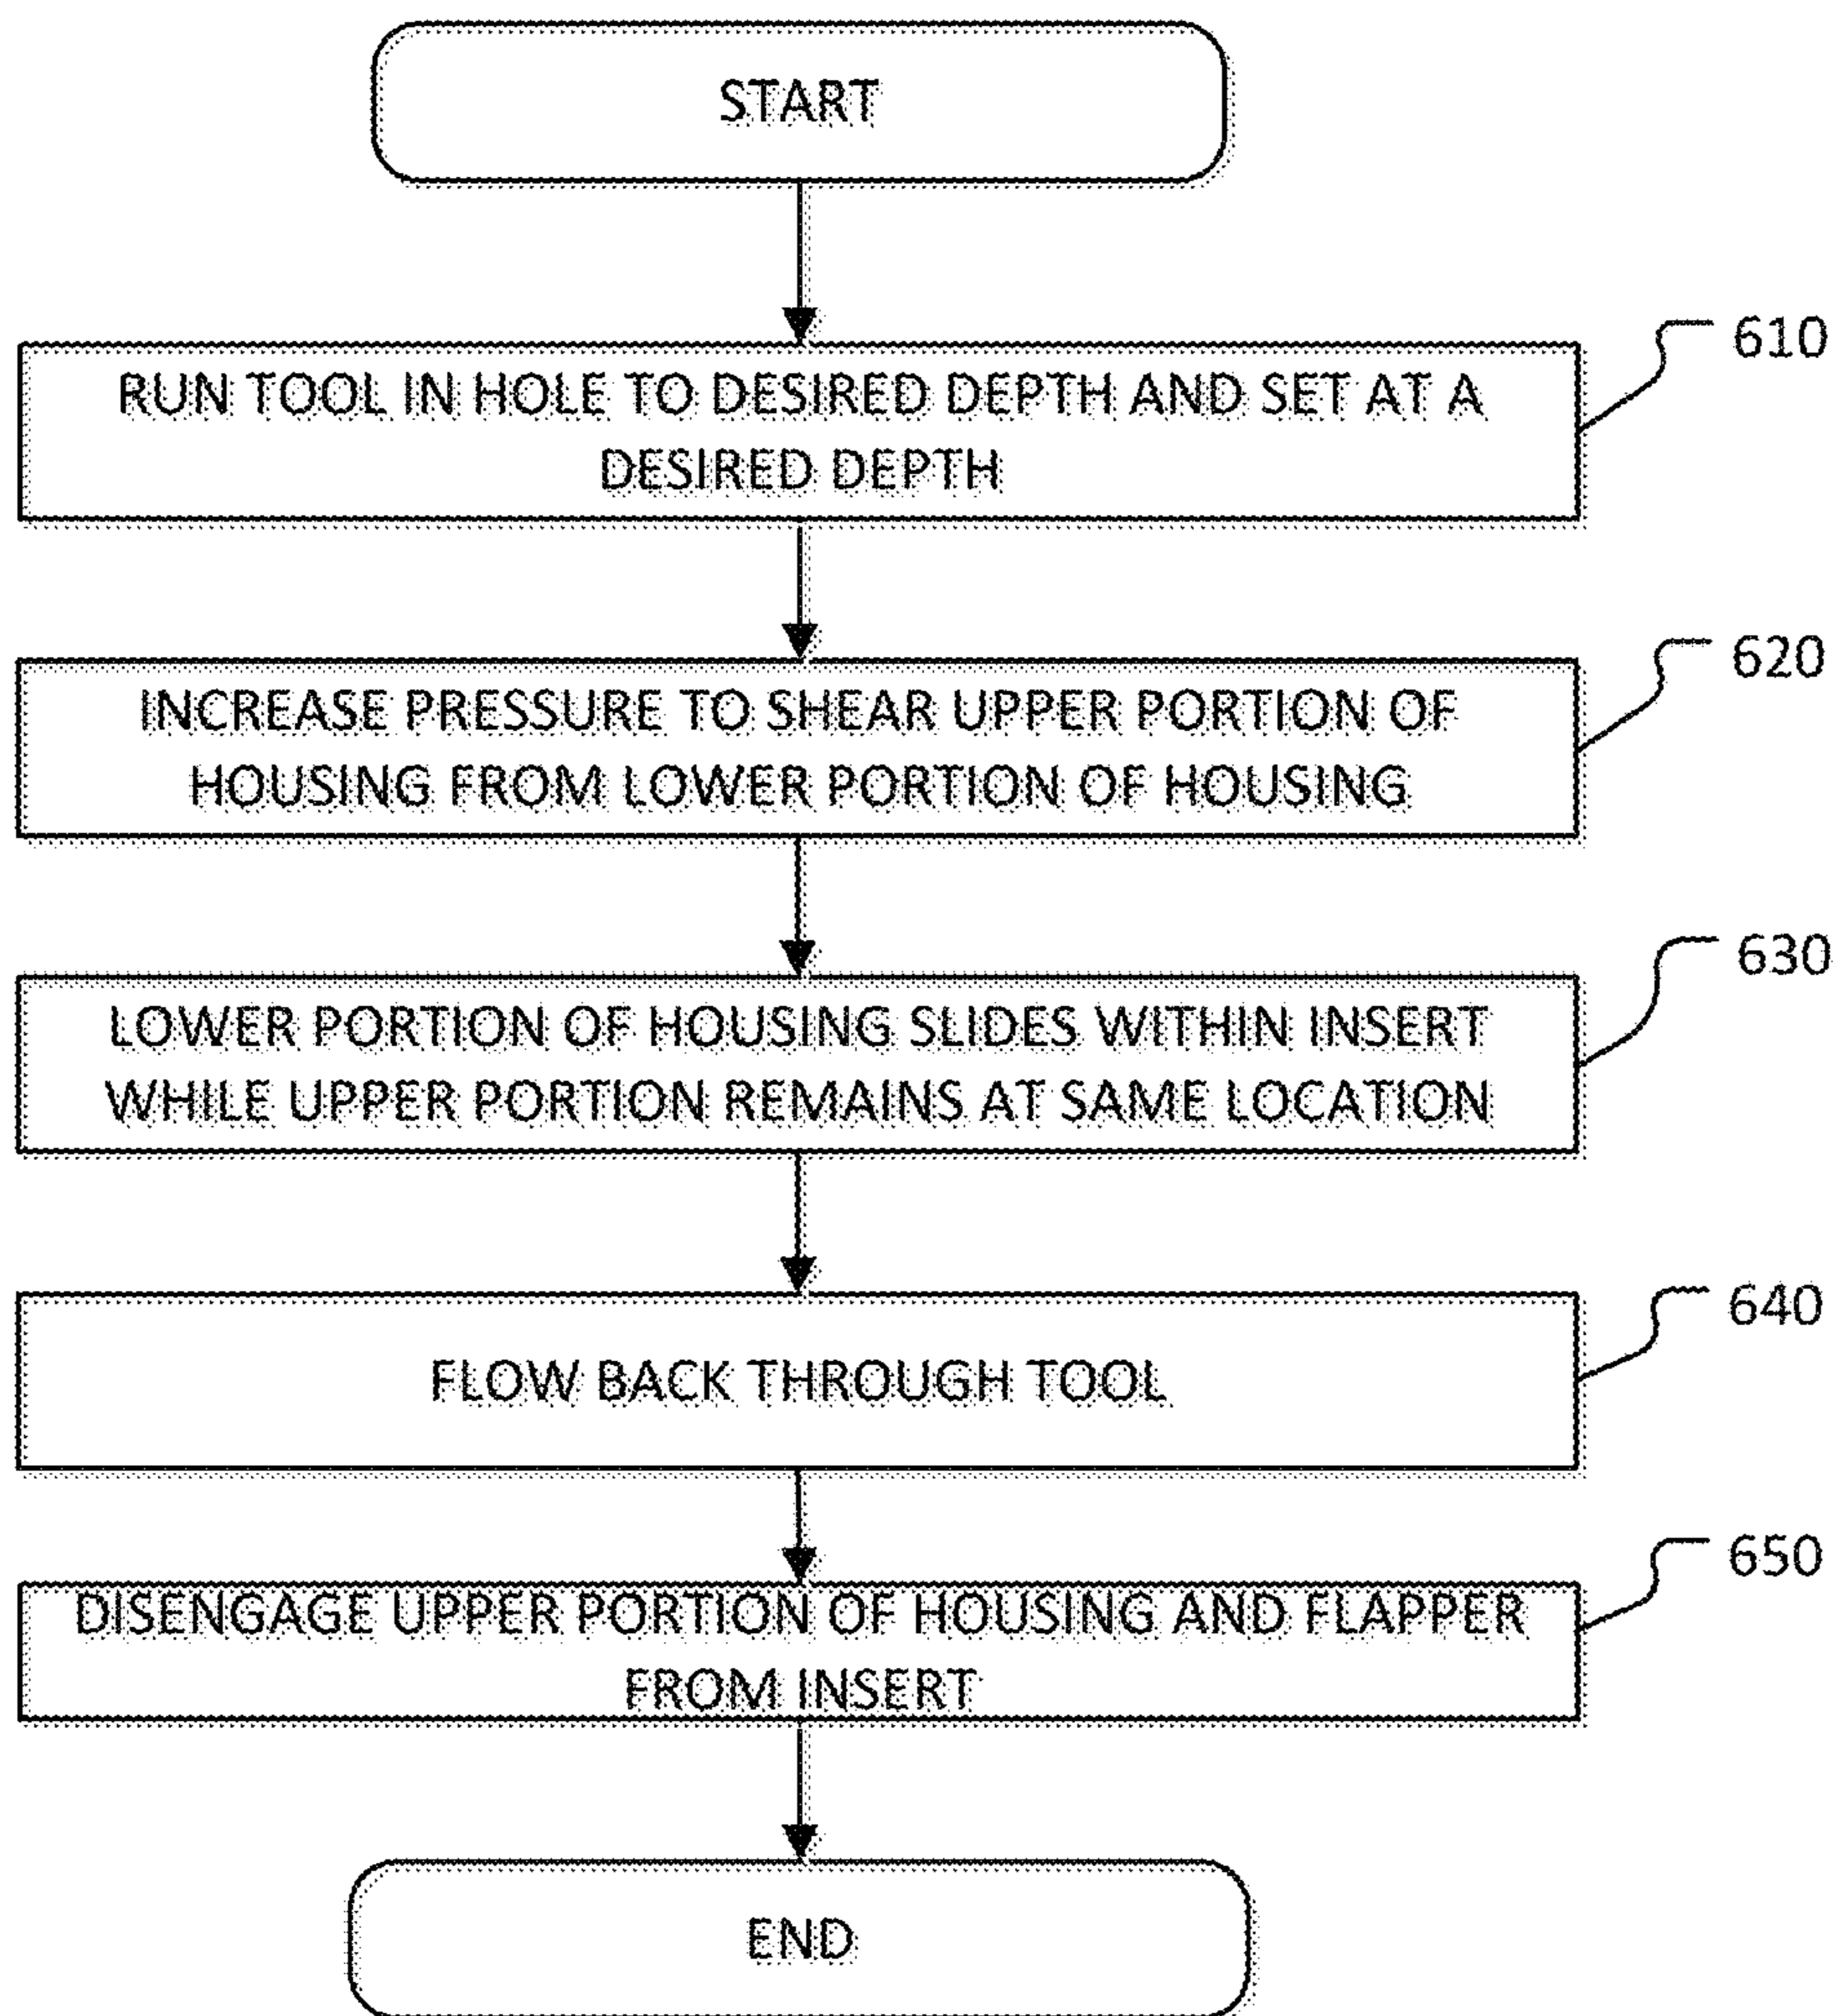 START
610
RUN TOOL IN HOLE TO DESIRED DEPTH AND SET AT A
DESIRED DEPTH
620
INCREASE PRESSURE TO SHEAR UPPER PORTION OF
HOUSING FROM LOWER PORTION OF HOUSING
630
LOWER PORTION OF HOUSING SLIDES WITHIN INSERT
WHILE UPPER PORTION REMAINS AT SAME LOCATION
640
FLOW BACK THROUGH TOOL
650
DISENGAGE UPPER PORTION OF HOUSING AND FLAPPER
FROM INSERT
END